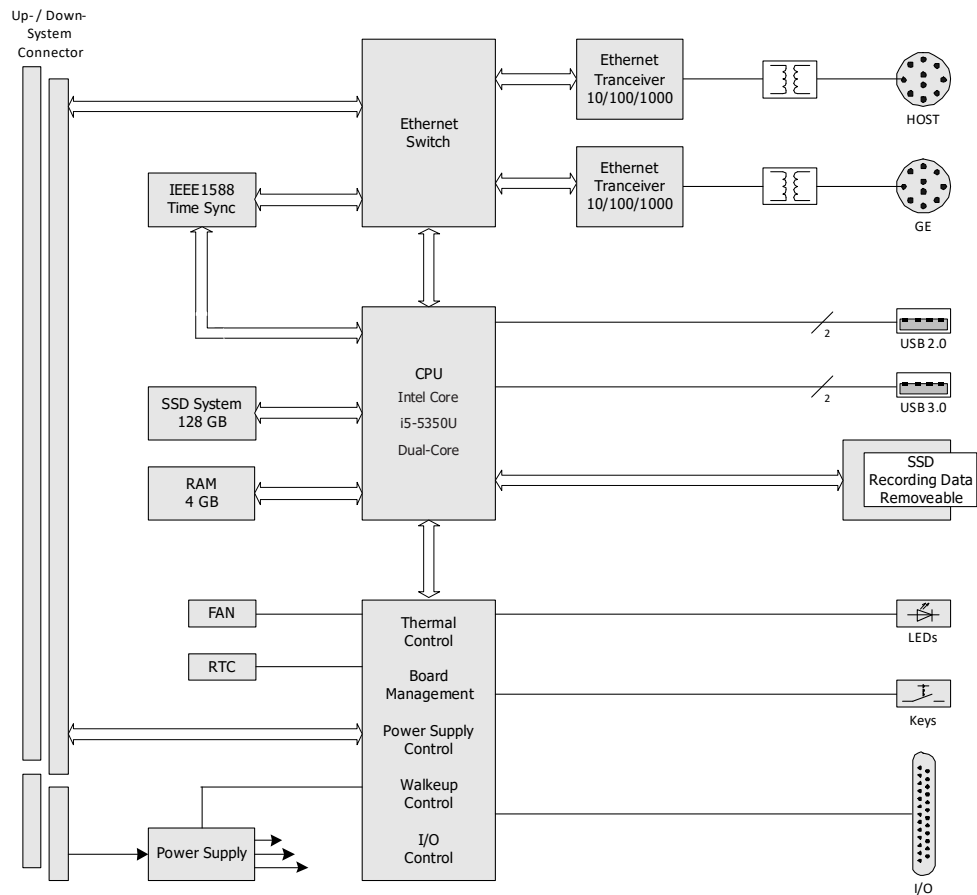 Up- / Down-
System
Connector
Ethernet
Switch
Ethernet
Tranceiver
10/100/1000
HOST
Ethernet
Tranceiver
10/100/1000
GE
IEEE1588
Time Sync
CPU
Intel Core
i5-5350U
Dual-Core
2
USB 2.0
2
USB 3.0
SSD System
128 GB
RAM
4 GB
SSD
Recording Data
Removeable
FAN
RTC
Thermal
Control
Board
Management
Power Supply
Control
Walkeup
Control
I/O
Control
LEDs
Keys
I/O
Power Supply